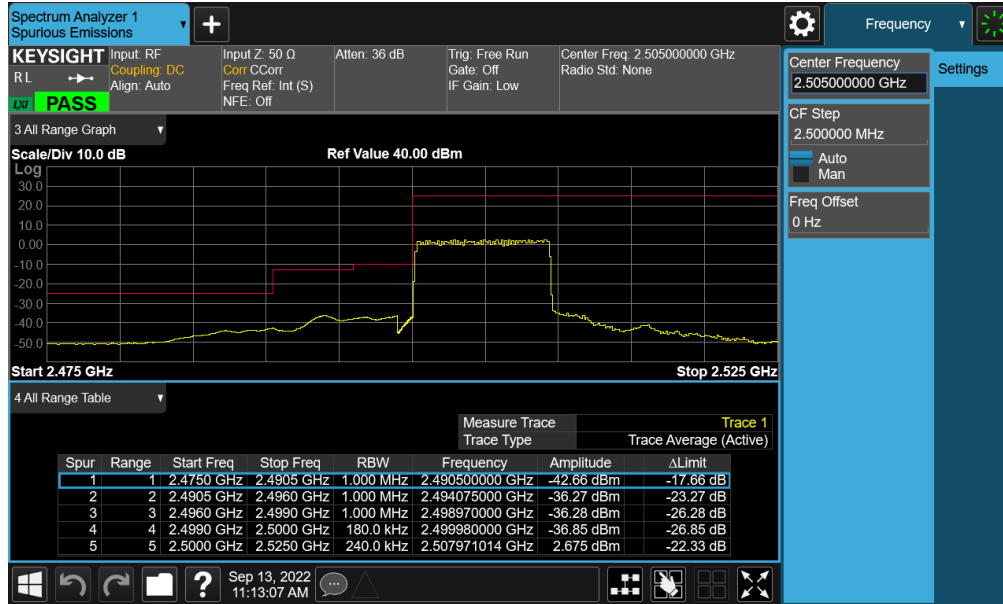 Spectrum Analyzer 1
Spurious Emissions
+
Frequency
KEYSIGHT
R L
LXI
PASS
Input: RF
Coupling: DC
Align: Auto
Input Z: 50 Ω
Corr CCorr
Freq Ref: Int (S)
NFE: Off
Atten: 36 dB
Trig: Free Run
Gate: Off
IF Gain: Low
Center Freq: 2.505000000 GHz
Radio Std: None
Center Frequency
2.505000000 GHz
Settings
CF Step
2.500000 MHz
Auto
Man
Freq Offset
0 Hz
3 All Range Graph
Scale/Div 10.0 dB
Ref Value 40.00 dBm
Log
30.0
20.0
10.0
0.00
-10.0
-20.0
-30.0
-40.0
-50.0
Start 2.475 GHz
Stop 2.525 GHz
4 All Range Table
Measure Trace Trace 1
Trace Type Trace Average (Active)
Spur Range Start Freq Stop Freq RBW Frequency Amplitude ΔLimit
1 1 2.4750 GHz 2.4905 GHz 1.000 MHz 2.490500000 GHz -42.66 dBm -17.66 dB
2 2 2.4905 GHz 2.4960 GHz 1.000 MHz 2.494075000 GHz -36.27 dBm -23.27 dB
3 3 2.4960 GHz 2.4990 GHz 1.000 MHz 2.498970000 GHz -36.28 dBm -26.28 dB
4 4 2.4990 GHz 2.5000 GHz 180.0 kHz 2.499980000 GHz -36.85 dBm -26.85 dB
5 5 2.5000 GHz 2.5250 GHz 240.0 kHz 2.507971014 GHz 2.675 dBm -22.33 dB
?
Sep 13, 2022
11:13:07 AM